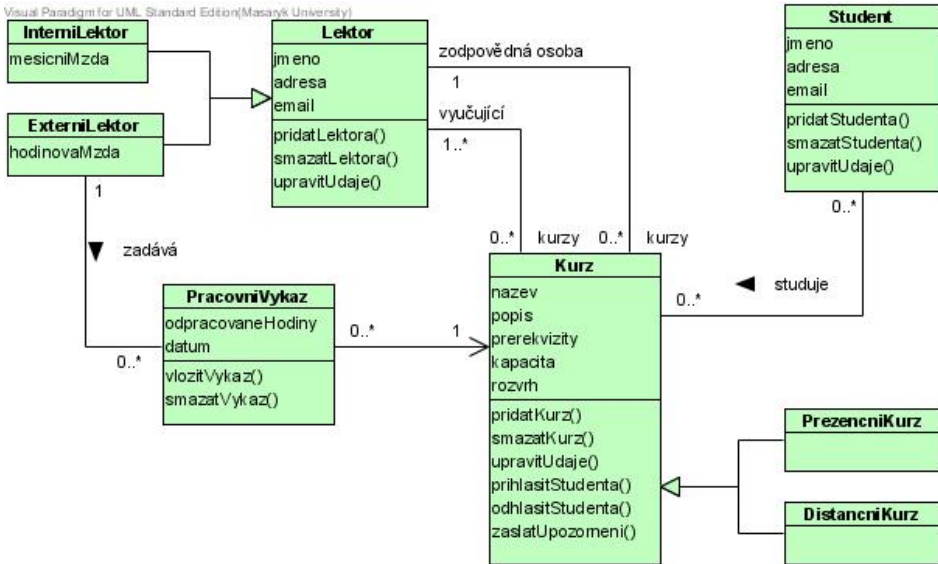 Visual Paradigm for UML Standard Edition(Masaryk University)
InterniLektor
mesicniMzda
ExterniLektor
hodinovaMzda
1
zadává
0..*
Lektor
jmeno
adresa
email
pridatLektora()
smazatLektora()
upravitUdaje()
zodpovědná osoba
1
vyučující
1..*
0..*
kurzy
0..*
kurzy
Student
jmeno
adresa
email
pridatStudenta()
smazatStudenta()
upravitUdaje()
0..*
studuje
0..*
PracovniVykaz
odpracovaneHodiny
datum
vlozitVykaz()
smazatVykaz()
0..*
1
Kurz
nazev
popis
prerekvizity
kapacita
rozvrh
pridatKurz()
smazatKurz()
upravitUdaje()
prihlasitStudenta()
odhlasitStudenta()
zaslatUpozorneni()
PrezencniKurz
DistancniKurz